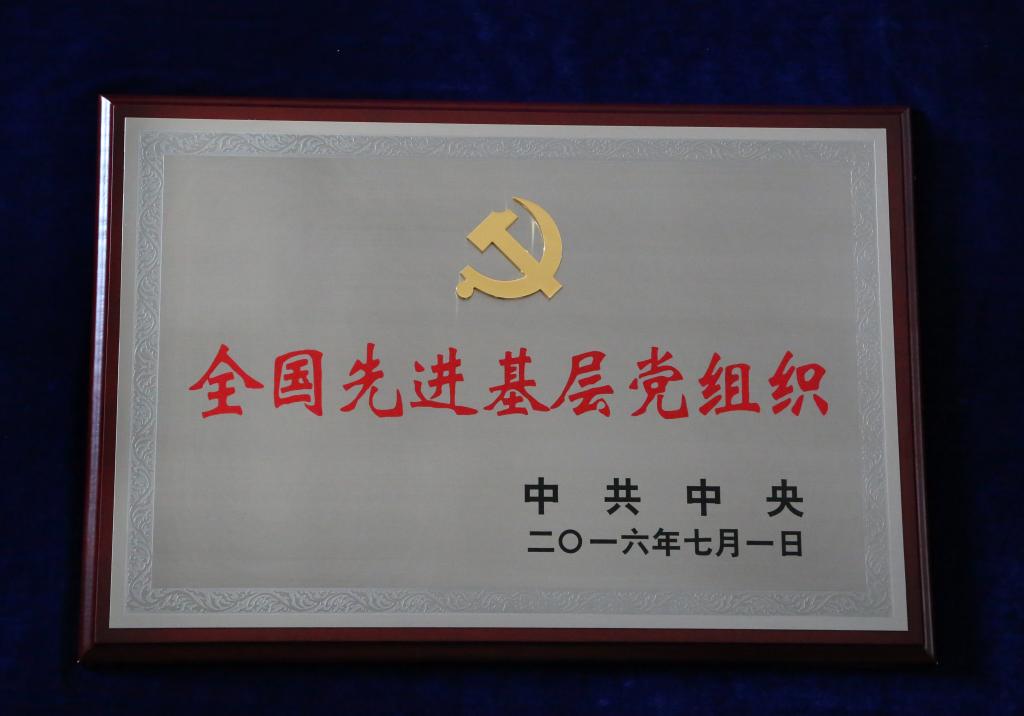 全国先进基层党组织
中共中央
二〇一六年七月一日